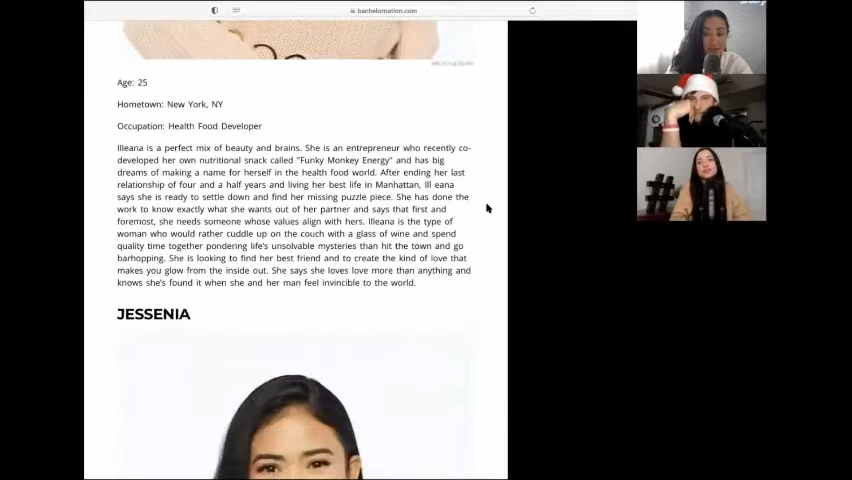 bachelornation.com
Age: 25
Hometown: New York, NY
Occupation: Health Food Developer
Illeana is a perfect mix of beauty and brains. She is an entrepreneur who recently co-
developed her own nutritional snack called "Funky Monkey Energy" and has big
dreams of making a name for herself in the health food world. After ending her last
relationship of four and a half years and living her best life in Manhattan, Ill eana
says she is ready to settle down and find her missing puzzle piece. She has done the
work to know exactly what she wants out of her partner and says that first and
foremost, she needs someone whose values align with hers. Illeana is the type of
woman who would rather cuddle up on the couch with a glass of wine and spend
quality time together pondering life's unsolvable mysteries than hit the town and go
barhopping. She is looking to find her best friend and to create the kind of love that
makes you glow from the inside out. She says she loves love more than anything and
knows she's found it when she and her man feel invincible to the world.
JESSENIA